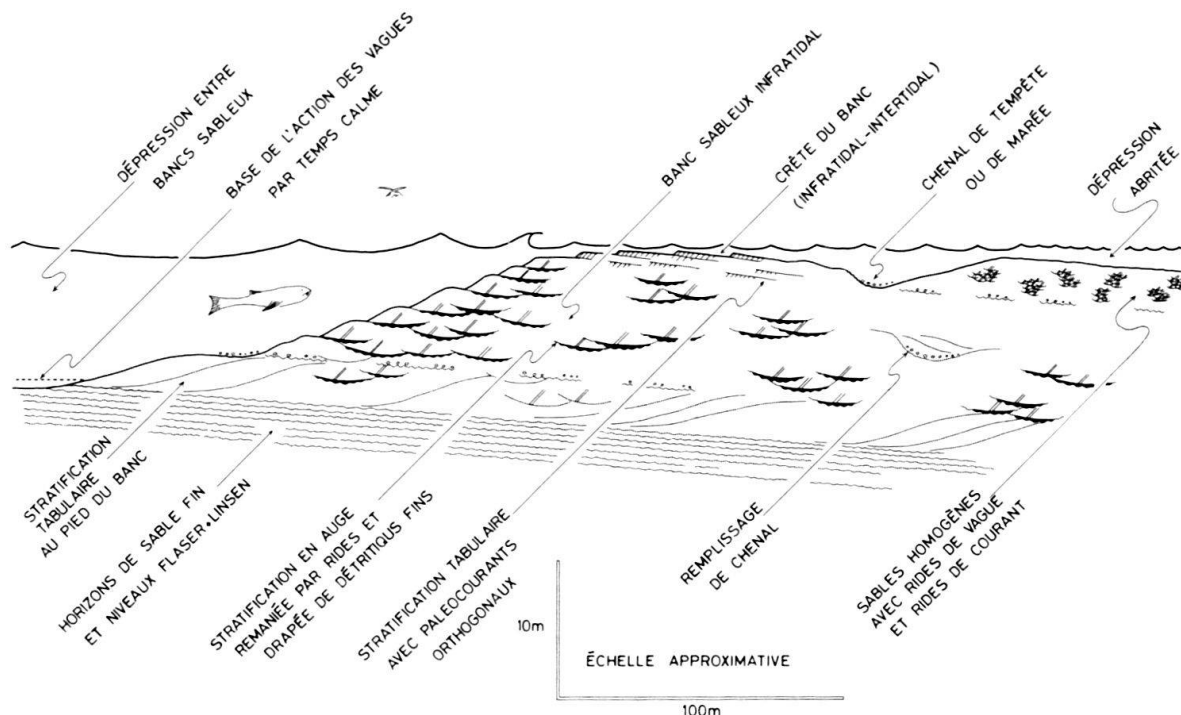 DÉPRESSION ENTRE
BANCS SABLEUX
BASE DE L'ACTION DES VAGUES
PAR TEMPS CALME
BANC SABLEUX INFRATIDAL
CRÊTE DU BANC
(INFRATIDAL-INTERTIDAL)
CHENAL DE TEMPÊTE
OU DE MARÉE
DÉPRESSION
ABRITÉE
STRATIFICATION
TABULAIRE
AU PIED DU BANC
HORIZONS DE SABLE FIN
ET NIVEAUX FLASER•LINSEN
STRATIFICATION EN AUGE
REMANIÉE PAR RIDES ET
DRAPÉE DE DÉTRITIQUS FINS
STRATIFICATION TABULAIRE
AVEC PALEOCOURANTS
ORTHOGONAUX
REMPLISSAGE
DE CHENAL
SABLES HOMOGÈNES
AVEC RIDES DE VAGUE
ET RIDES DE COURANT
10m
ÉCHELLE APPROXIMATIVE
100m